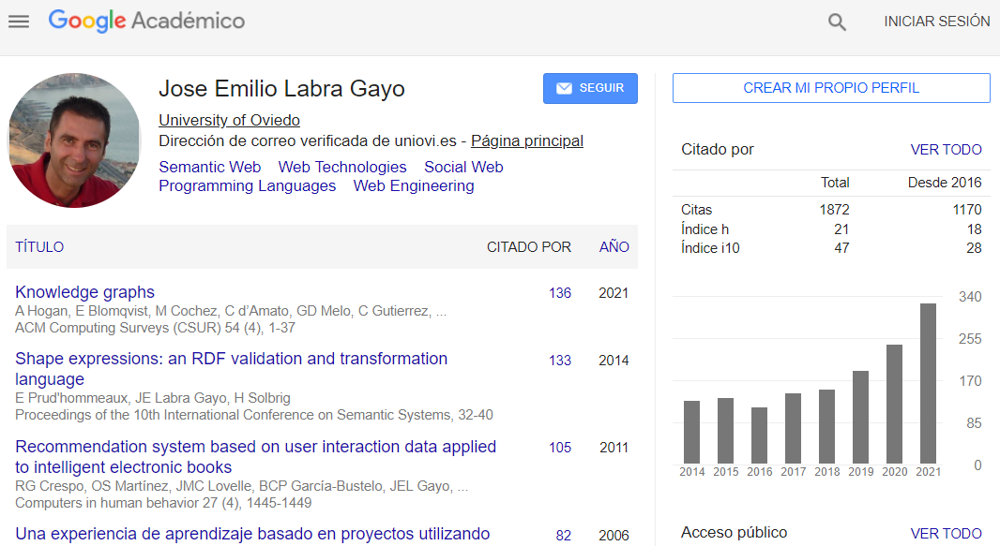 Google Académico
INICIAR SESIÓN
Jose Emilio Labra Gayo
SEGUIR
University of Oviedo
Dirección de correo verificada de uniovi.es - Página principal
Semantic Web Web Technologies Social Web
Programming Languages Web Engineering
TÍTULO CITADO POR AÑO
Knowledge graphs 136 2021
A Hogan, E Blomqvist, M Cochez, C d’Amato, GD Melo, C Gutierrez, ...
ACM Computing Surveys (CSUR) 54 (4), 1-37
Shape expressions: an RDF validation and transformation 133 2014
language
E Prud'hommeaux, JE Labra Gayo, H Solbrig
Proceedings of the 10th International Conference on Semantic Systems, 32-40
Recommendation system based on user interaction data applied 105 2011
to intelligent electronic books
RG Crespo, OS Martínez, JMC Lovelle, BCP García-Bustelo, JEL Gayo, ...
Computers in human behavior 27 (4), 1445-1449
Una experiencia de aprendizaje basado en proyectos utilizando 82 2006
CREAR MI PROPIO PERFIL
Citado por VER TODO
Total Desde 2016
Citas 1872 1170
Índice h 21 18
Índice i10 47 28
340
255
170
85
0
2014 2015 2016 2017 2018 2019 2020 2021
Acceso público VER TODO